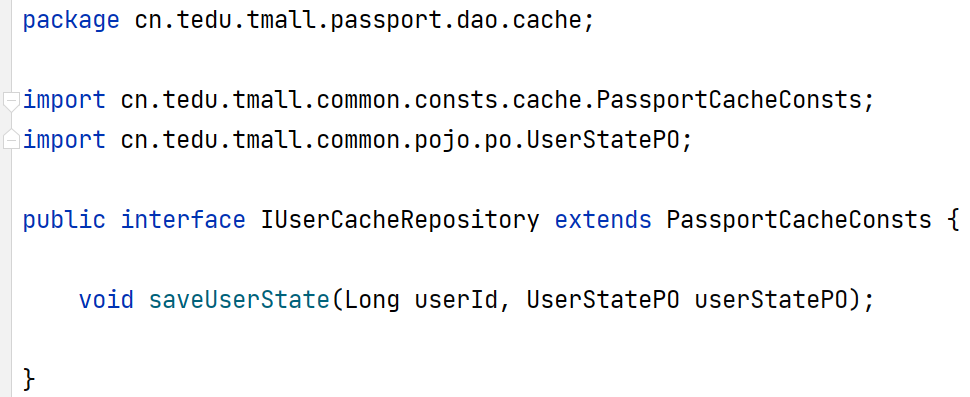 package cn.tedu.tmall.passport.dao.cache;
import cn.tedu.tmall.common.consts.cache.PassportCacheConsts;
import cn.tedu.tmall.common.pojo.po.UserStatePO;
public interface IUserCacheRepository extends PassportCacheConsts {
void saveUserState(Long userId, UserStatePO userStatePO);
}